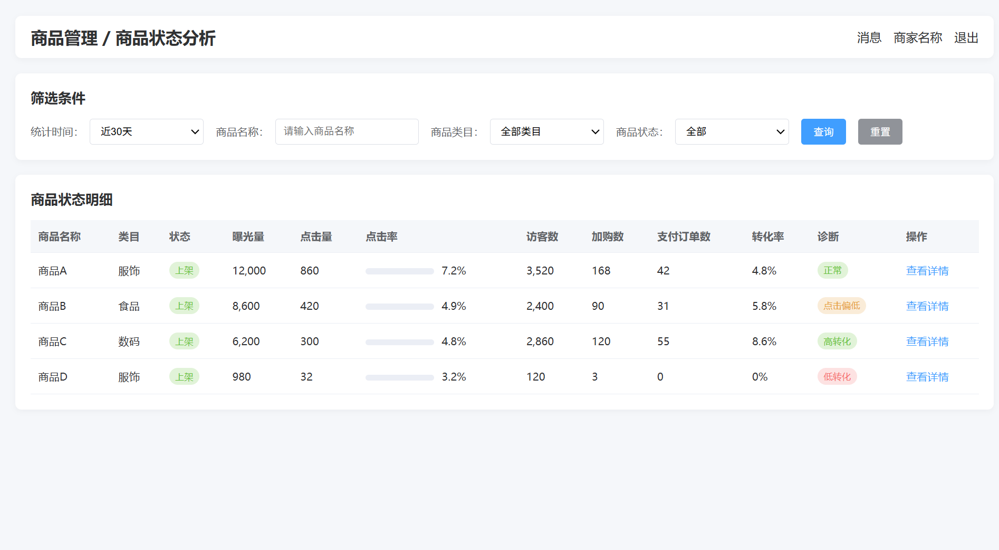 商品管理 / 商品状态分析
消息 商家名称 退出
筛选条件
统计时间： 近30天 商品名称： 请输入商品名称 商品类目： 全部类目 商品状态： 全部 查询 重置
商品状态明细
商品名称 类目 状态 曝光量 点击量 点击率 访客数 加购数 支付订单数 转化率 诊断 操作
商品A 服饰 上架 12,000 860 7.2% 3,520 168 42 4.8% 正常 查看详情
商品B 食品 上架 8,600 420 4.9% 2,400 90 31 5.8% 点击偏低 查看详情
商品C 数码 上架 6,200 300 4.8% 2,860 120 55 8.6% 高转化 查看详情
商品D 服饰 上架 980 32 3.2% 120 3 0 0% 低转化 查看详情